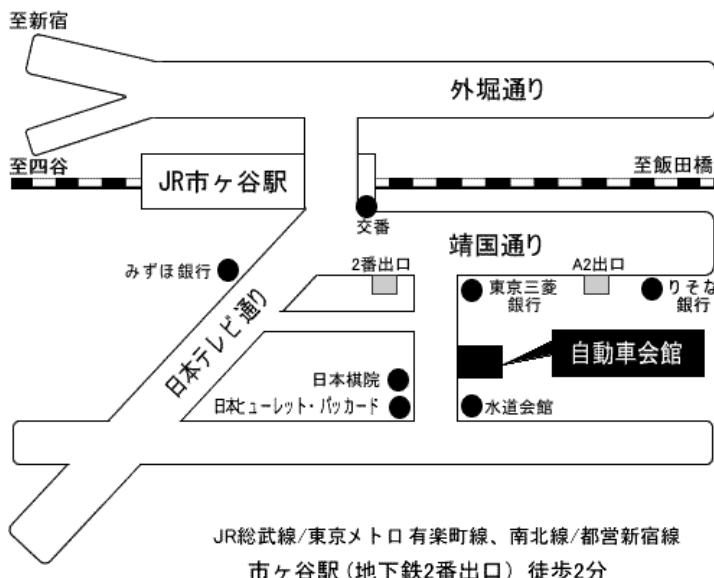 至新宿
外堀通り
至四谷
JR市ヶ谷駅
至飯田橋
交番
靖国通り
みずほ銀行
2番出口
A2出口
東京三菱
銀行
りそな
銀行
日本テレビ通り
自動車会館
日本棋院
日本ヒューレット・パッカード
水道会館
JR総武線/東京メトロ 有楽町線、南北線/都営新宿線
市ヶ谷駅 (地下鉄2番出口) 徒歩2分